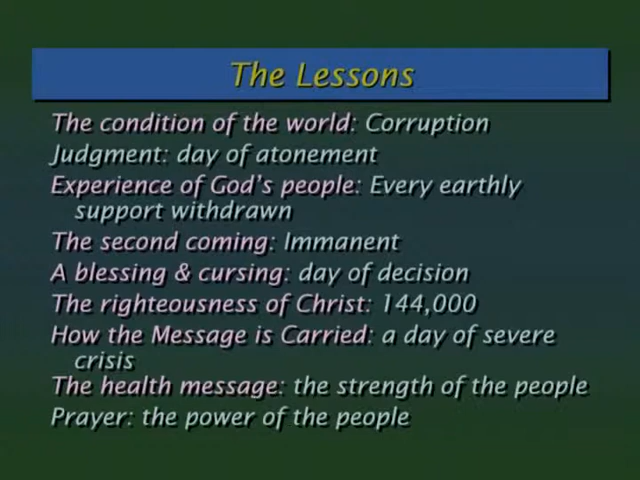 The Lessons
The condition of the world: Corruption
Judgment: day of atonement
Experience of God's people: Every earthly
support withdrawn
The second coming: Immanent
A blessing & cursing: day of decision
The righteousness of Christ: 144,000
How the Message is Carried: a day of severe
crisis
The health message: the strength of the people
Prayer: the power of the people